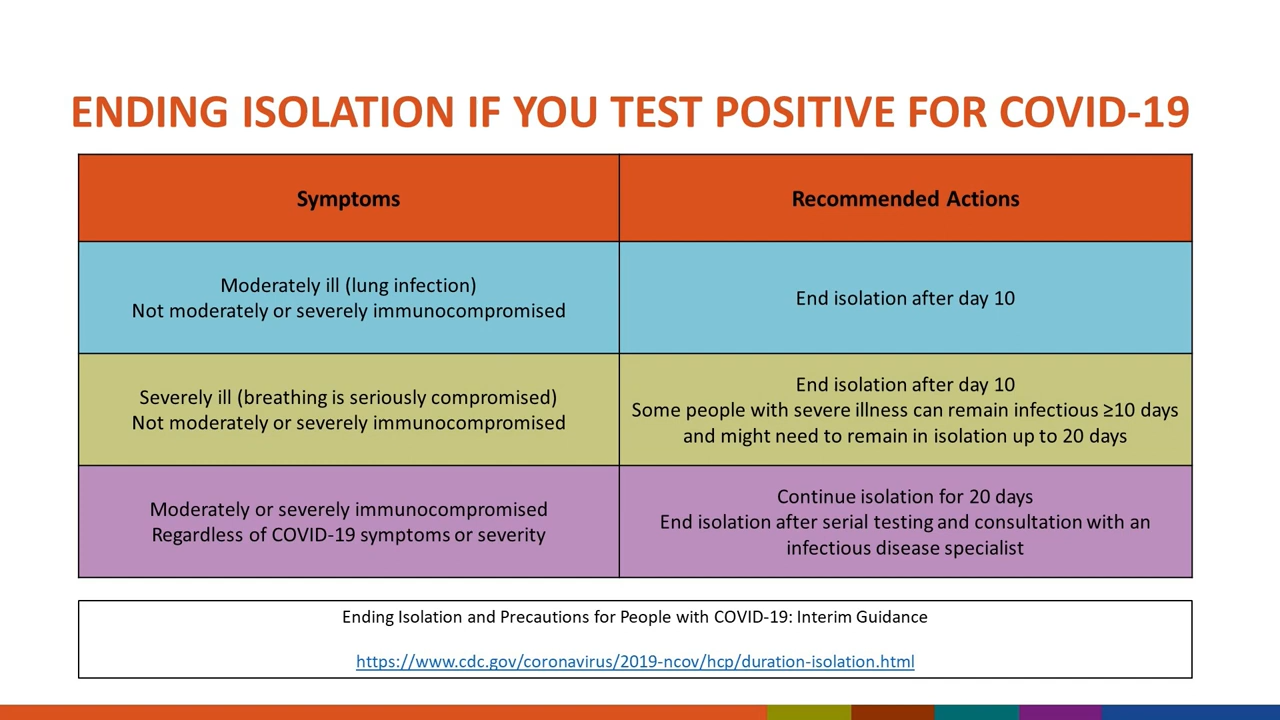 ENDING ISOLATION IF YOU TEST POSITIVE FOR COVID-19
Symptoms
Recommended Actions
Moderately ill (lung infection)
Not moderately or severely immunocompromised
End isolation after day 10
Severely ill (breathing is seriously compromised)
Not moderately or severely immunocompromised
End isolation after day 10
Some people with severe illness can remain infectious ≥10 days
and might need to remain in isolation up to 20 days
Moderately or severely immunocompromised
Regardless of COVID-19 symptoms or severity
Continue isolation for 20 days
End isolation after serial testing and consultation with an
infectious disease specialist
Ending Isolation and Precautions for People with COVID-19: Interim Guidance
https://www.cdc.gov/coronavirus/2019-ncov/hcp/duration-isolation.html